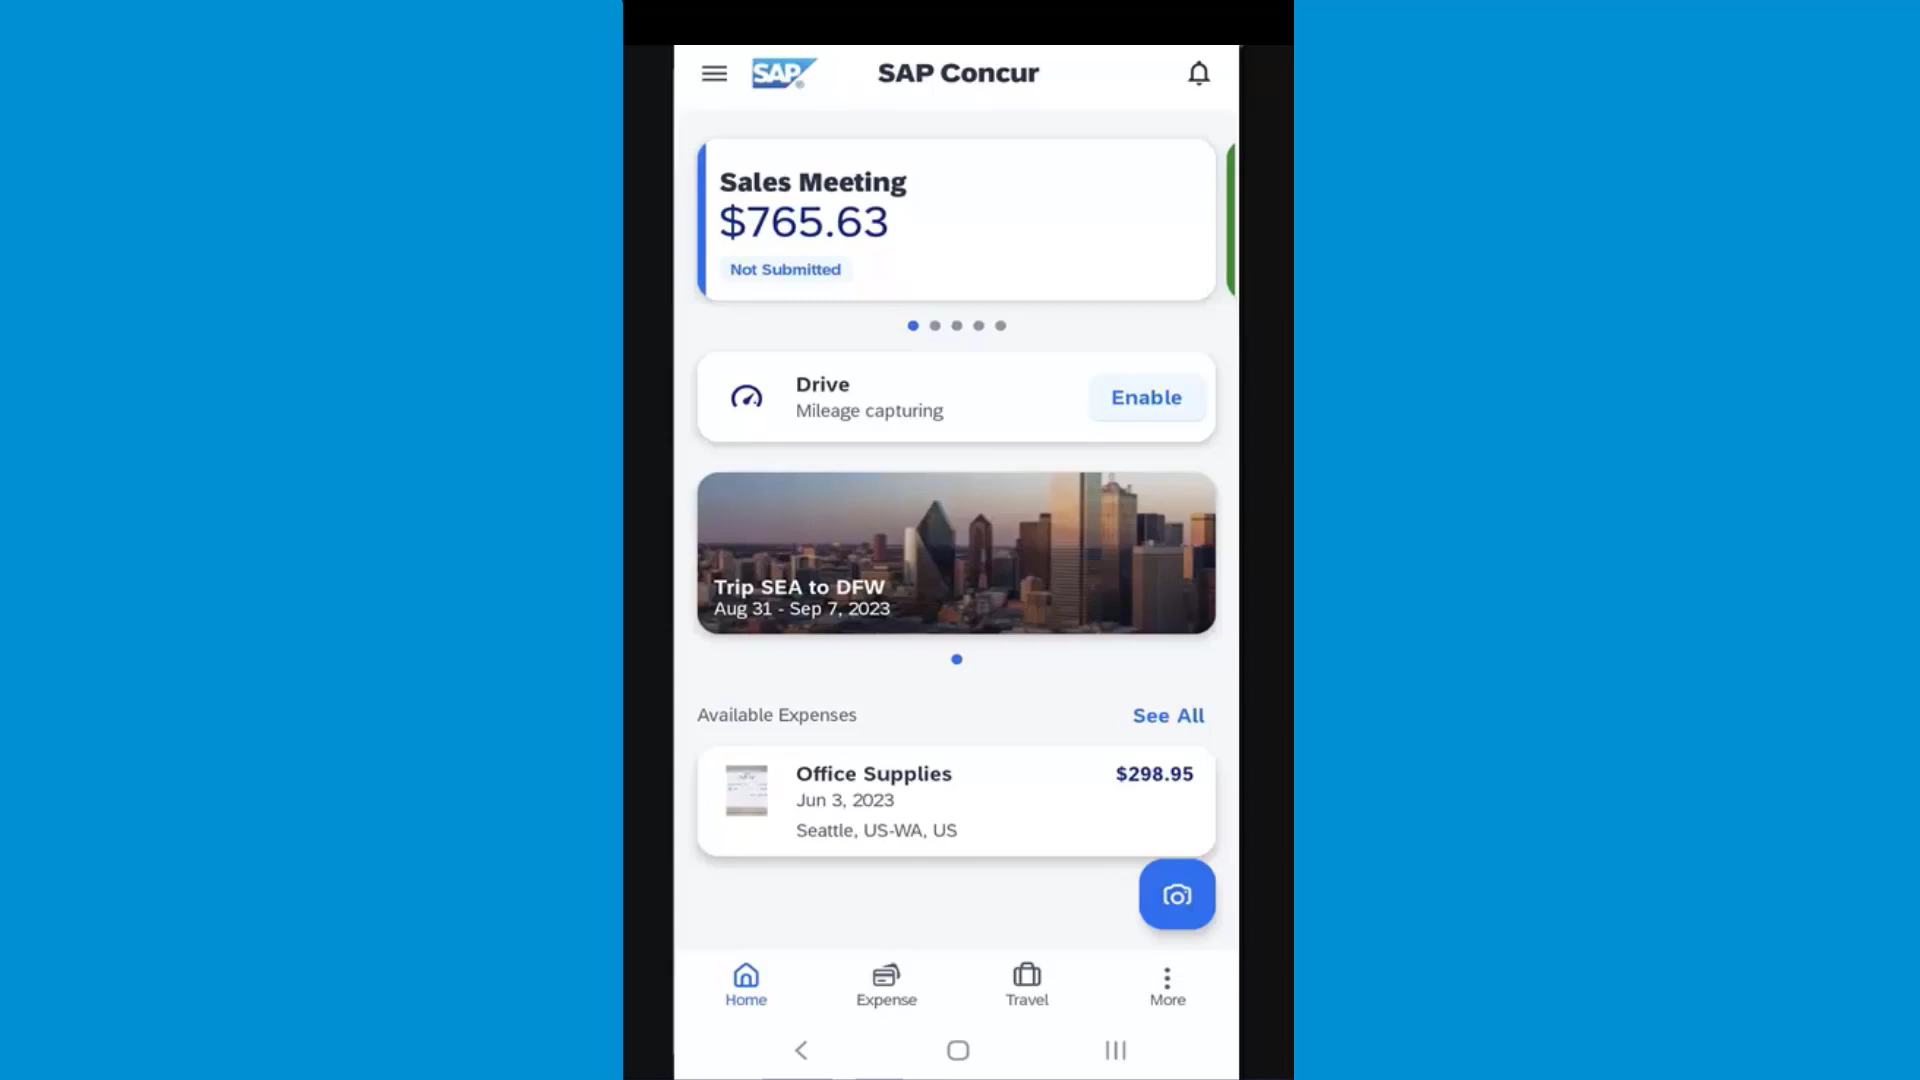 SAP
SAP Concur
Sales Meeting
$765.63
Not Submitted
Drive
Mileage capturing
Enable
Trip SEA to DFW
Aug 31 - Sep 7, 2023
Available Expenses
See All
Office Supplies
$298.95
Jun 3, 2023
Seattle, US-WA, US
Home
Expense
Travel
More